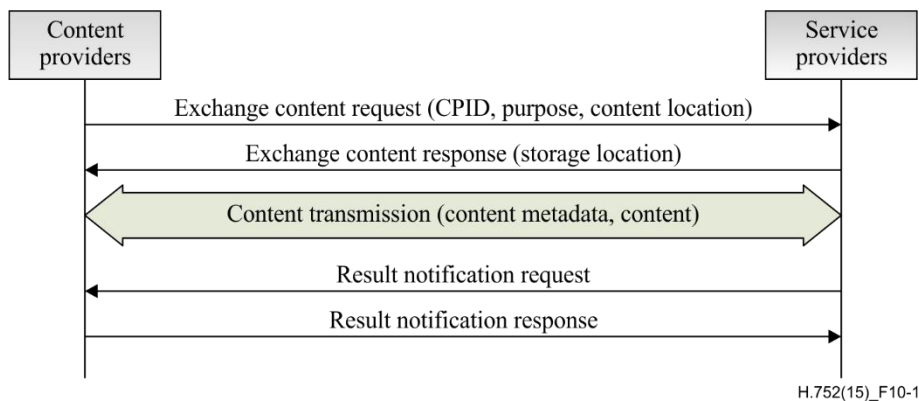 Content
providers
Service
providers
Exchange content request (CPID, purpose, content location)
Exchange content response (storage location)
Content transmission (content metadata, content)
Result notification request
Result notification response
H.752(15)_F10-1